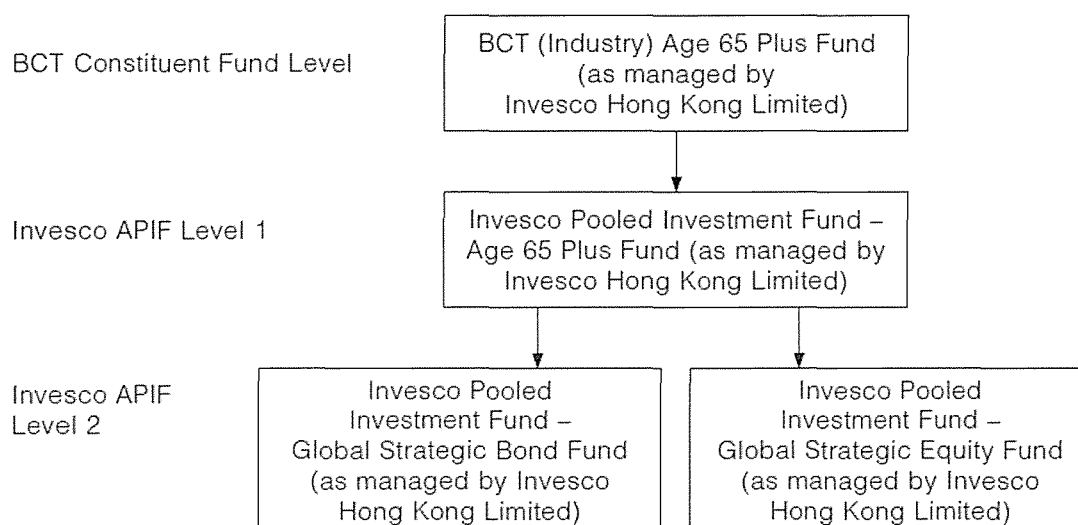 BCT Constituent Fund Level
BCT (Industry) Age 65 Plus Fund
(as managed by
Invesco Hong Kong Limited)
Invesco APIF Level 1
Invesco Pooled Investment Fund –
Age 65 Plus Fund (as managed by
Invesco Hong Kong Limited)
Invesco APIF
Level 2
Invesco Pooled
Investment Fund –
Global Strategic Bond Fund
(as managed by Invesco
Hong Kong Limited)
Invesco Pooled
Investment Fund –
Global Strategic Equity Fund
(as managed by Invesco
Hong Kong Limited)